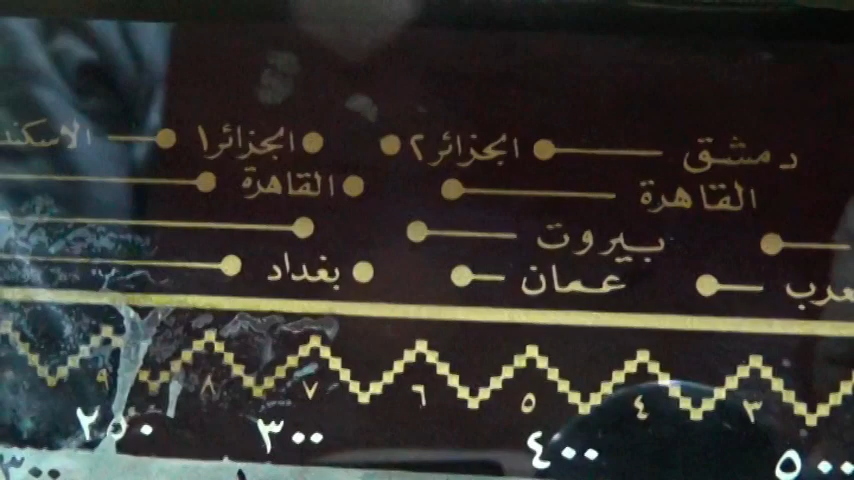 دمشق الجزائر٢ الجزائر١
القاهرة القاهرة
بيروت
عمان بغداد
٣ ٤ ٥ ٦ ٧ ٨ ٩
٥٠٠ ٤٠٠ ٣٠٠ ٢٥٠
٣٠٠